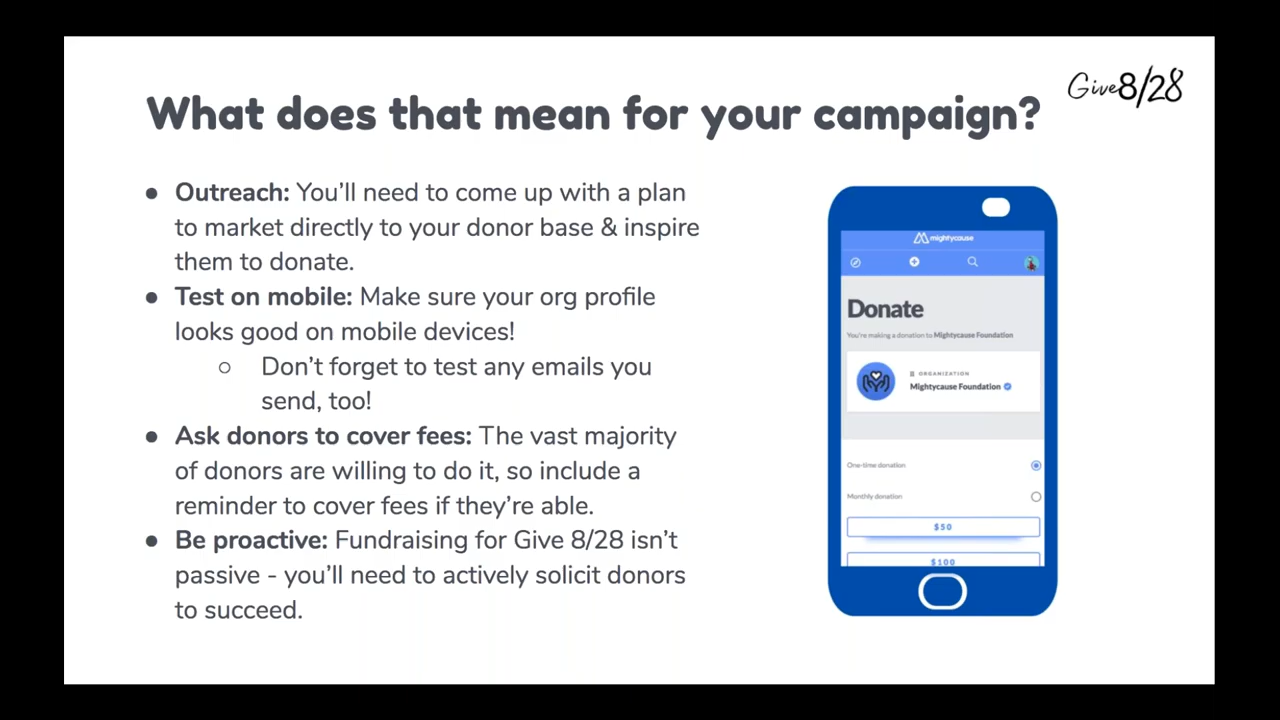 Give8/28
What does that mean for your campaign?
● Outreach: You’ll need to come up with a plan
to market directly to your donor base & inspire
them to donate.
● Test on mobile: Make sure your org profile
looks good on mobile devices!
○ Don’t forget to test any emails you
send, too!
● Ask donors to cover fees: The vast majority
of donors are willing to do it, so include a
reminder to cover fees if they’re able.
● Be proactive: Fundraising for Give 8/28 isn’t
passive - you’ll need to actively solicit donors
to succeed.
mightycause
Donate
You're making a donation to Mightycause Foundation
ORGANIZATION
Mightycause Foundation
One-time donation
Monthly donation
$50
$100